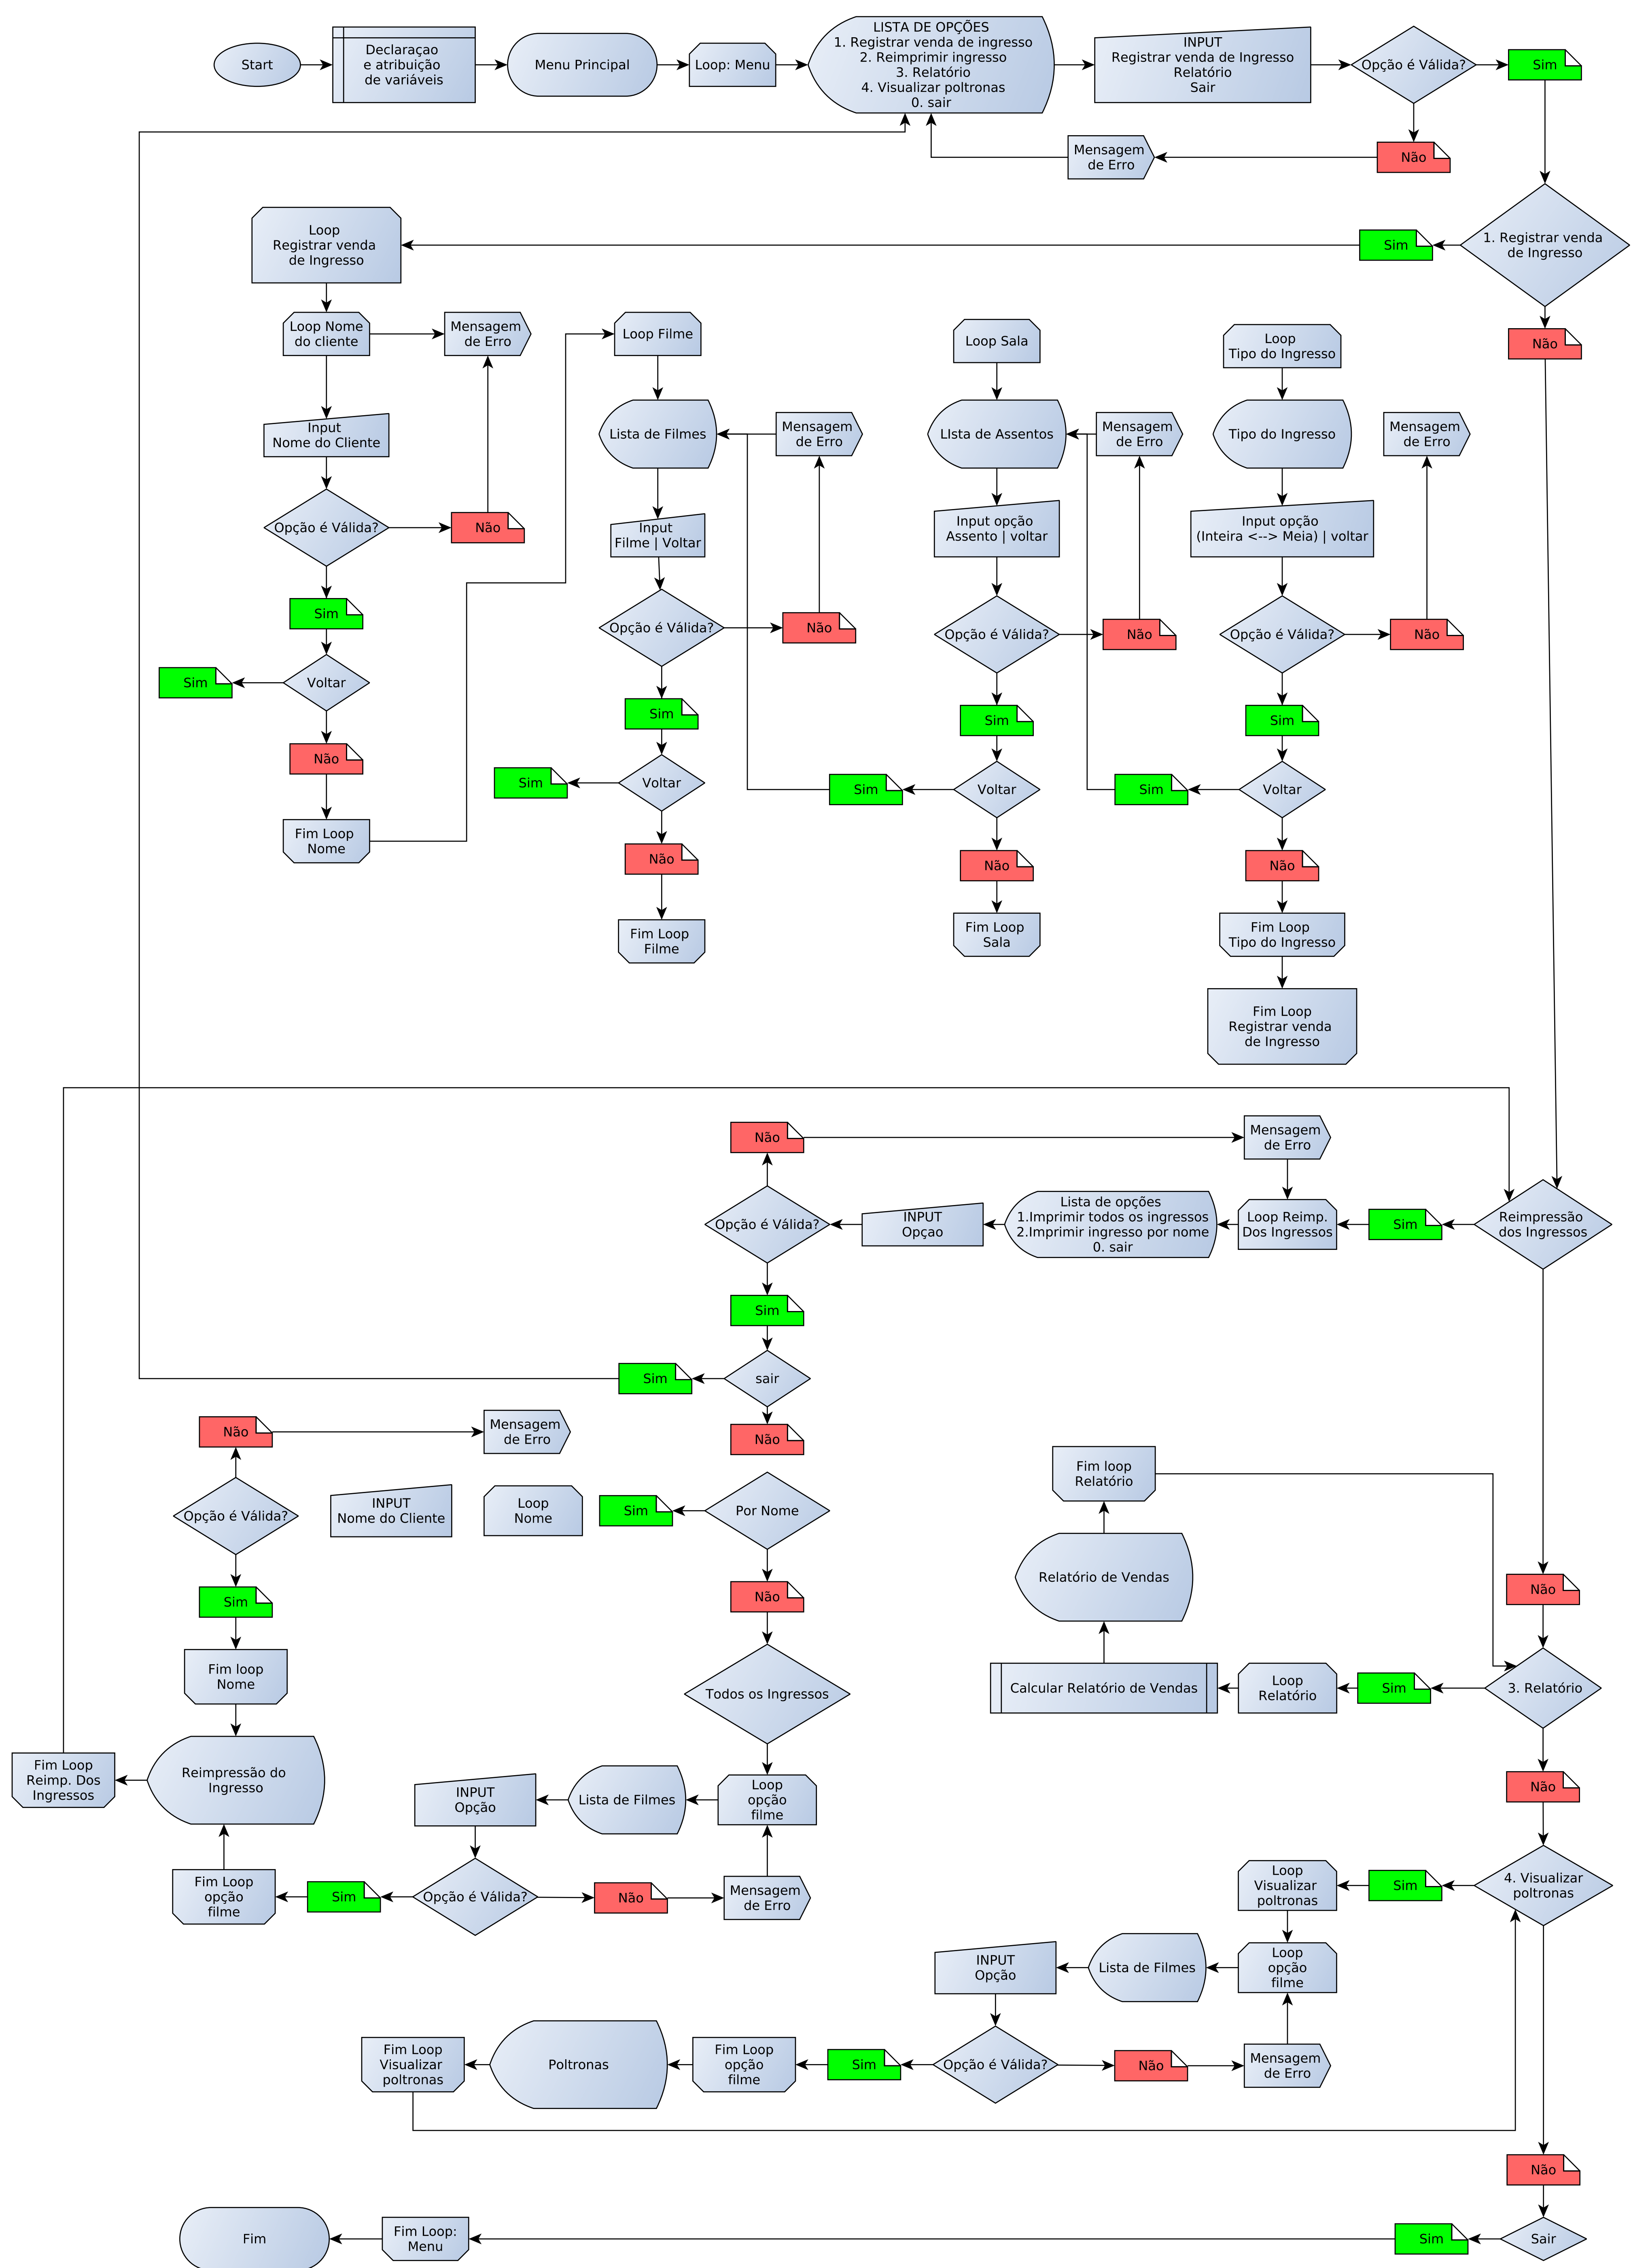 Start
Declaraçao
e atribuição
de variáveis
Menu Principal
Loop: Menu
LISTA DE OPÇÕES
1. Registrar venda de ingresso
2. Reimprimir ingresso
3. Relatório
4. Visualizar poltronas
0. sair
INPUT
Registrar venda de Ingresso
Relatório
Sair
Opção é Válida?
Sim
Não
Mensagem
de Erro
1. Registrar venda
de Ingresso
Sim
Não
Loop
Registrar venda
de Ingresso
Loop Nome
do cliente
Mensagem
de Erro
Input
Nome do Cliente
Opção é Válida?
Não
Sim
Voltar
Sim
Não
Fim Loop
Nome
Loop Filme
Lista de Filmes
Mensagem
de Erro
Input
Filme | Voltar
Opção é Válida?
Não
Sim
Voltar
Sim
Não
Fim Loop
Filme
Loop Sala
LIsta de Assentos
Mensagem
de Erro
Input opção
Assento | voltar
Opção é Válida?
Não
Sim
Voltar
Sim
Não
Fim Loop
Sala
Loop
Tipo do Ingresso
Tipo do Ingresso
Mensagem
de Erro
Input opção
(Inteira <--> Meia) | voltar
Opção é Válida?
Não
Sim
Voltar
Sim
Não
Fim Loop
Tipo do Ingresso
Fim Loop
Registrar venda
de Ingresso
Reimpressão
dos Ingressos
Sim
Loop Reimp.
Dos Ingressos
Mensagem
de Erro
Lista de opções
1.Imprimir todos os ingressos
2.Imprimir ingresso por nome
0. sair
INPUT
Opçao
Opção é Válida?
Não
Sim
sair
Sim
Não
Por Nome
Sim
Loop
Nome
INPUT
Nome do Cliente
Opção é Válida?
Não
Mensagem
de Erro
Sim
Fim loop
Nome
Reimpressão do
Ingresso
Fim Loop
Reimp. Dos
Ingressos
Não
Todos os Ingressos
Loop
opção
filme
Lista de Filmes
INPUT
Opção
Opção é Válida?
Não
Mensagem
de Erro
Sim
Fim Loop
opção
filme
Não
3. Relatório
Sim
Loop
Relatório
Calcular Relatório de Vendas
Relatório de Vendas
Fim loop
Relatório
Não
4. Visualizar
poltronas
Sim
Loop
Visualizar
poltronas
Loop
opção
filme
Lista de Filmes
INPUT
Opção
Opção é Válida?
Não
Mensagem
de Erro
Sim
Fim Loop
opção
filme
Poltronas
Fim Loop
Visualizar
poltronas
Não
Sair
Sim
Fim Loop:
Menu
Fim